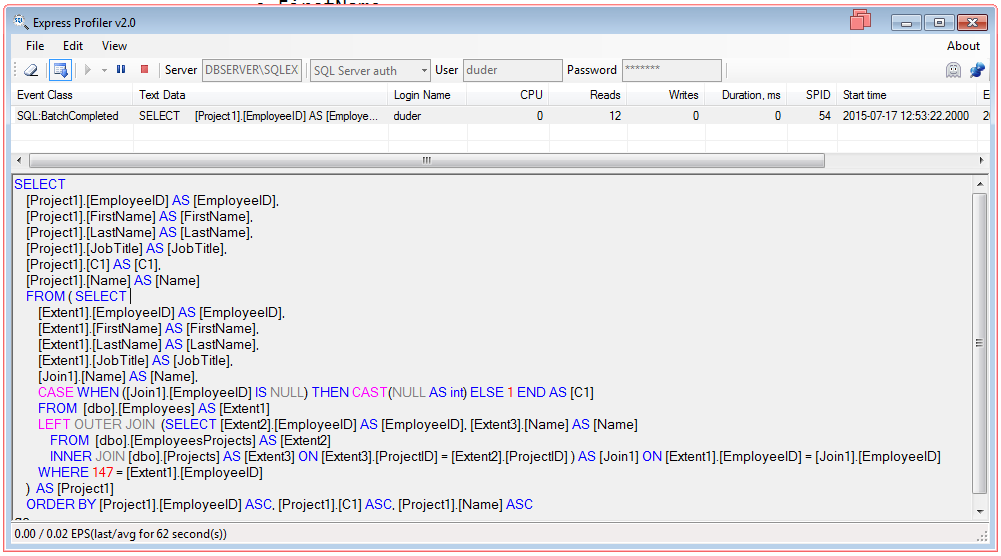 e.FirstName
Express Profiler v2.0
File Edit View About
Server DBSERVER\SQLEX SQL Server auth User duder Password *******
Event Class Text Data Login Name CPU Reads Writes Duration, ms SPID Start time E
SQL:BatchCompleted SELECT [Project1].[EmployeeID] AS [Employe... duder 0 12 0 0 54 2015-07-17 12:53:22.2000 20
SELECT
[Project1].[EmployeeID] AS [EmployeeID],
[Project1].[FirstName] AS [FirstName],
[Project1].[LastName] AS [LastName],
[Project1].[JobTitle] AS [JobTitle],
[Project1].[C1] AS [C1],
[Project1].[Name] AS [Name]
FROM ( SELECT
[Extent1].[EmployeeID] AS [EmployeeID],
[Extent1].[FirstName] AS [FirstName],
[Extent1].[LastName] AS [LastName],
[Extent1].[JobTitle] AS [JobTitle],
[Join1].[Name] AS [Name],
CASE WHEN ([Join1].[EmployeeID] IS NULL) THEN CAST(NULL AS int) ELSE 1 END AS [C1]
FROM [dbo].[Employees] AS [Extent1]
LEFT OUTER JOIN (SELECT [Extent2].[EmployeeID] AS [EmployeeID], [Extent3].[Name] AS [Name]
FROM [dbo].[EmployeesProjects] AS [Extent2]
INNER JOIN [dbo].[Projects] AS [Extent3] ON [Extent3].[ProjectID] = [Extent2].[ProjectID] ) AS [Join1] ON [Extent1].[EmployeeID] = [Join1].[EmployeeID]
WHERE 147 = [Extent1].[EmployeeID]
) AS [Project1]
ORDER BY [Project1].[EmployeeID] ASC, [Project1].[C1] ASC, [Project1].[Name] ASC
go
0.00 / 0.02 EPS(last/avg for 62 second(s))